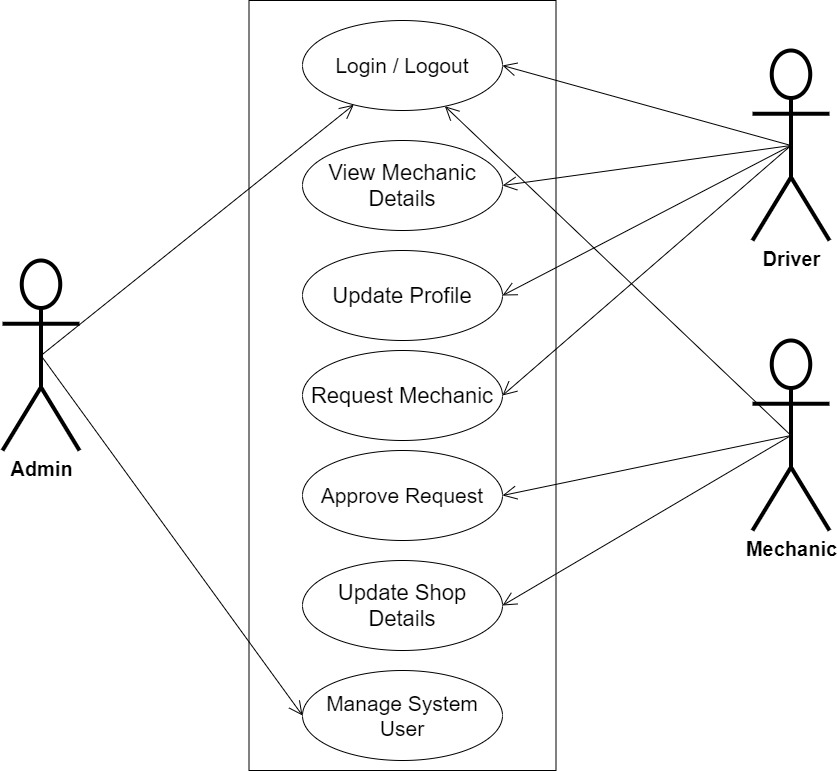 Login / Logout
View Mechanic
Details
Driver
Update Profile
Request Mechanic
Admin
Approve Request
Mechanic
Update Shop
Details
Manage System
User